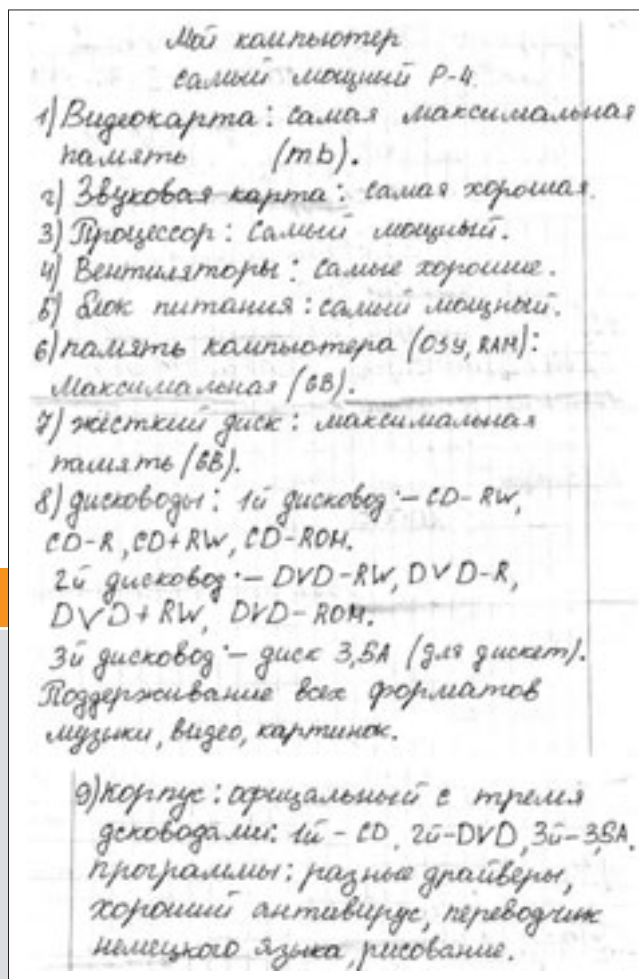 Мой компьютер
самый мощный P-4.
1) Видеокарта: самая максимальная
память (mb).
2) Звуковая карта: самая хорошая.
3) Процессор: самый мощный.
4) Вентиляторы: самые хорошие.
5) Блок питания: самый мощный.
6) память компьютера (ОЗУ, RAM):
Максимальная (GB).
7) жёсткий диск: максимальная
память (GB).
8) дисководы: 1й дисковод:– CD-RW,
CD-R, CD+RW, CD-ROM.
2й дисковод:– DVD-RW, DVD-R,
DVD+RW, DVD-ROM.
3й дисковод:– диск 3,5A (для дискет).
Поддерживание всех форматов
музыки, видео, картинок.
9) Корпус: офицальный с тремя
дсководами: 1й - CD, 2й-DVD, 3й-3,5A.
программы: разные драйверы,
хороший антивирус, переводчик
немецкого языка, рисование.